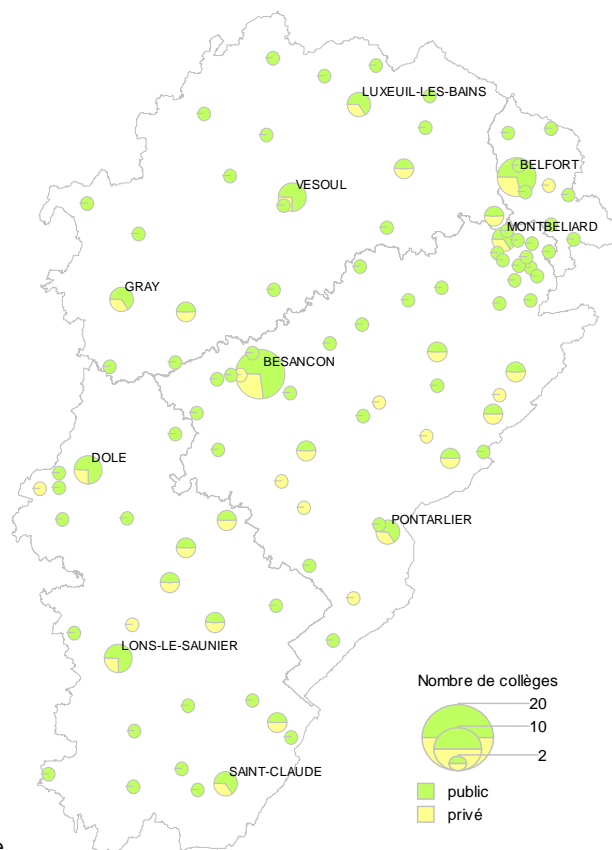 LUXEUIL-LES-BAINS
BELFORT
VESOUL
MONTBELIARD
GRAY
BESANCON
DOLE
PONTARLIER
LONS-LE-SAUNIER
SAINT-CLAUDE
Nombre de collèges
20
10
2
public
privé
e